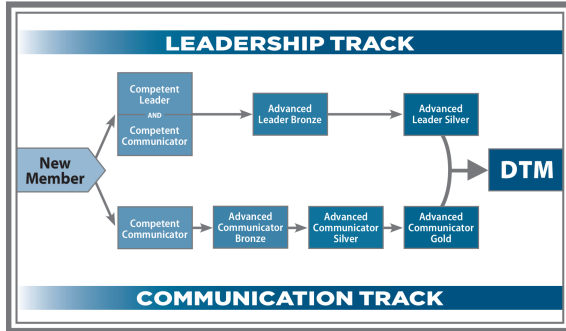 LEADERSHIP TRACK
Competent
Leader
AND
Competent
Communicator
Advanced
Leader Bronze
Advanced
Leader Silver
New
Member
DTM
Competent
Communicator
Advanced
Communicator
Bronze
Advanced
Communicator
Silver
Advanced
Communicator
Gold
COMMUNICATION TRACK